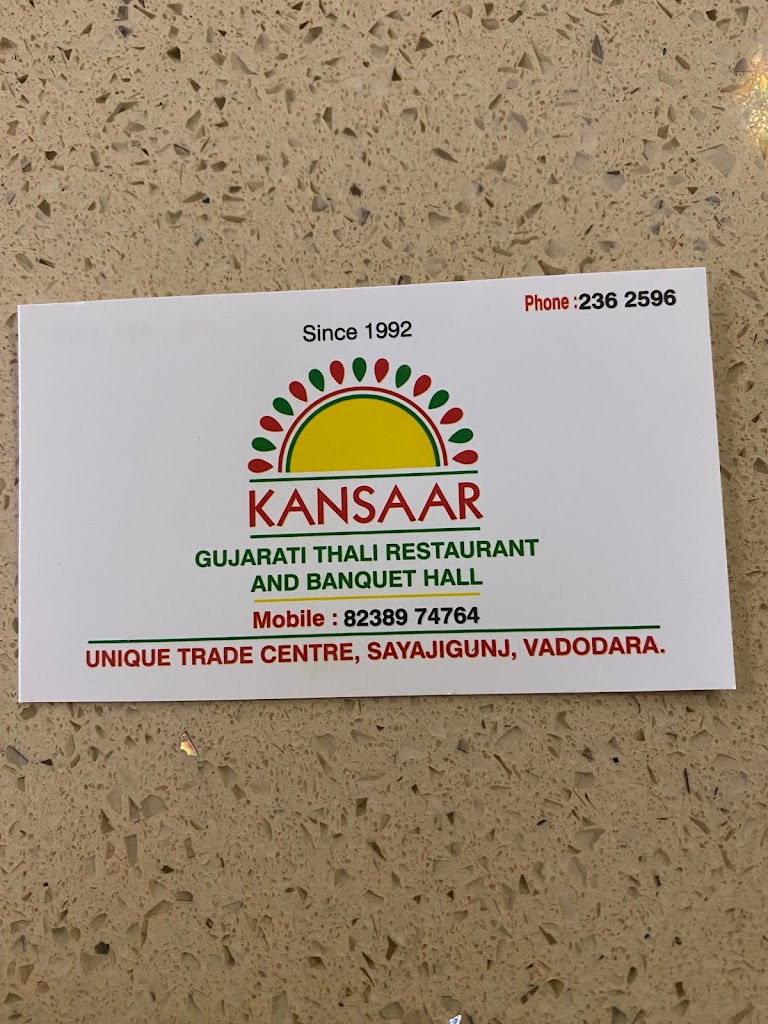 Phone :236 2596
Since 1992
KANSAAR
GUJARATI THALI RESTAURANT
AND BANQUET HALL
Mobile : 82389 74764
UNIQUE TRADE CENTRE, SAYAJIGUNJ, VADODARA.